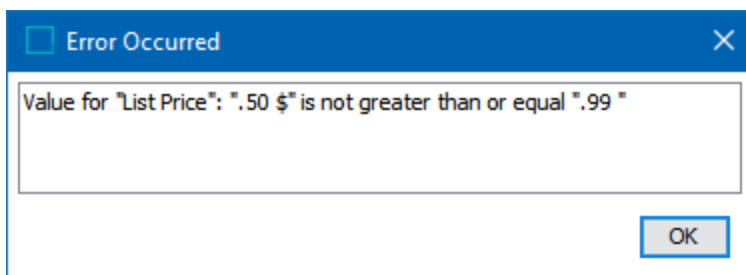 Error Occurred
Value for "List Price": ".50 $" is not greater than or equal ".99 "
OK